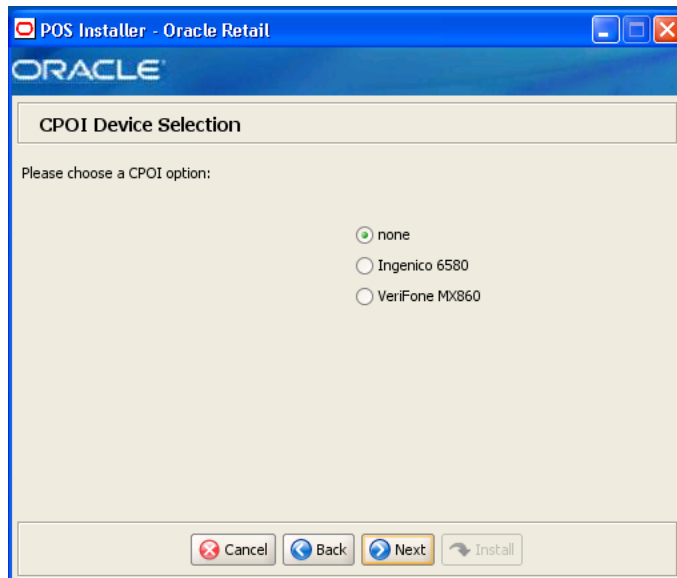 POS Installer - Oracle Retail
ORACLE
CPOI Device Selection
Please choose a CPOI option:
none
Ingenico 6580
VeriFone MX860
Cancel Back Next Install